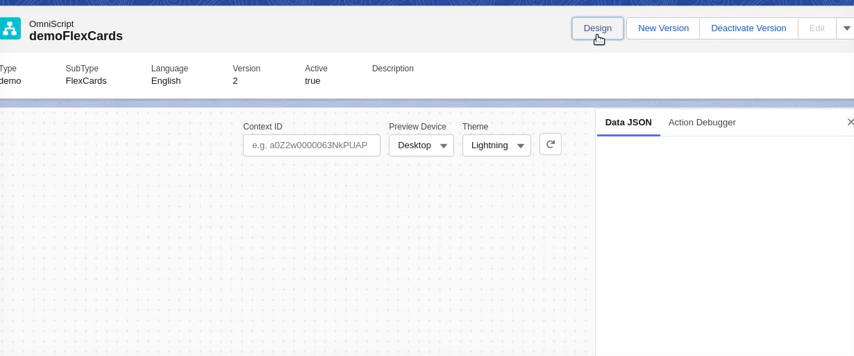 OmniScript
demoFlexCards
Design
New Version
Deactivate Version
Edit
Type SubType Language Version Active Description
demo FlexCards English 2 true
Context ID Preview Device Theme
e.g. a0Z2w0000063NkPUAP Desktop Lightning
Data JSON Action Debugger